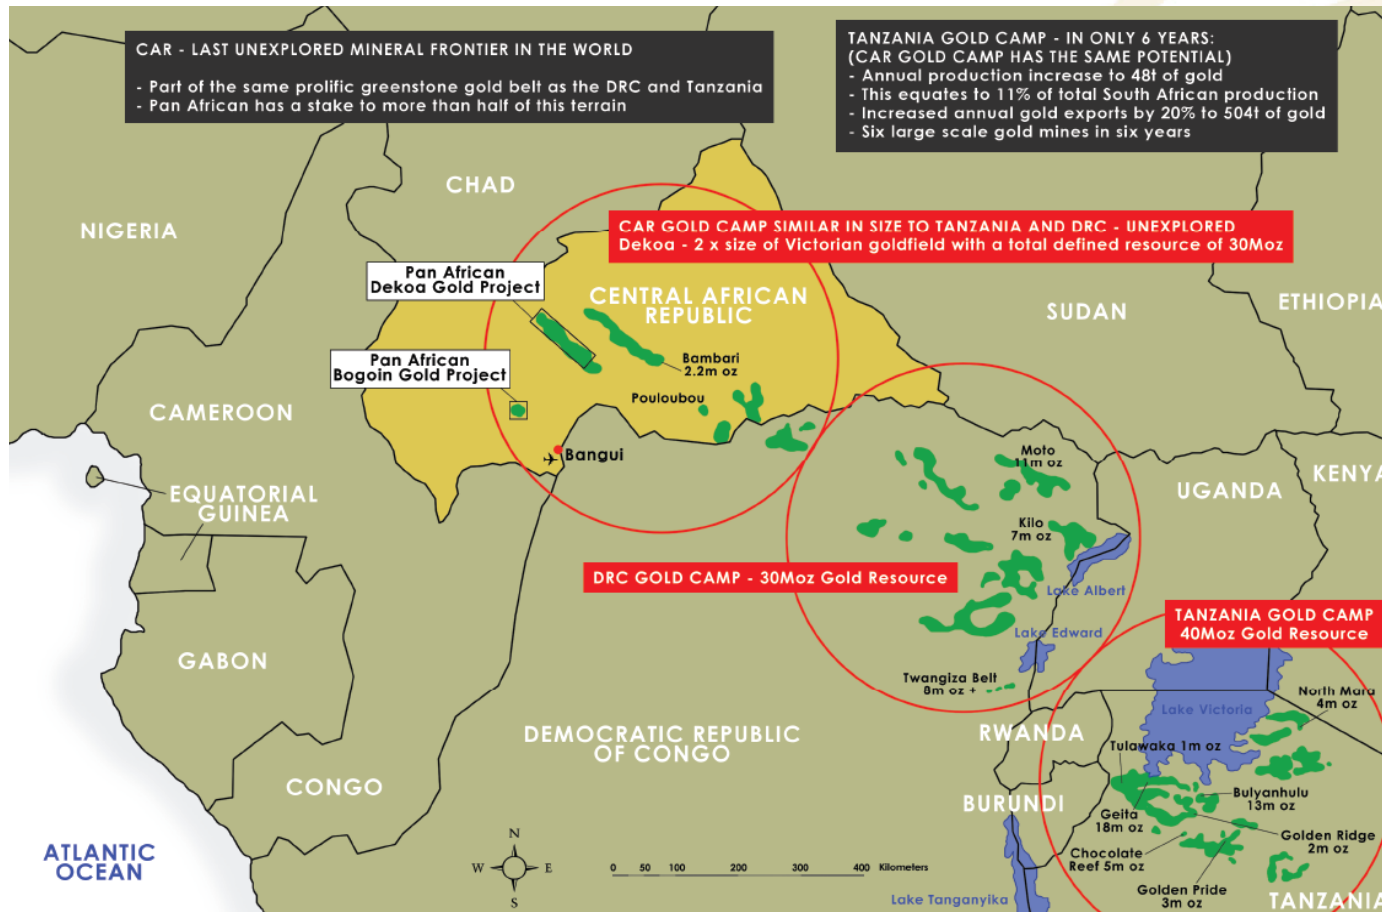 CAR - LAST UNEXPLORED MINERAL FRONTIER IN THE WORLD
- Part of the same prolific greenstone gold belt as the DRC and Tanzania
- Pan African has a stake to more than half of this terrain
TANZANIA GOLD CAMP - IN ONLY 6 YEARS:
(CAR GOLD CAMP HAS THE SAME POTENTIAL)
- Annual production increase to 48t of gold
- This equates to 11% of total South African production
- Increased annual gold exports by 20% to 504t of gold
- Six large scale gold mines in six years
CHAD
NIGERIA
CAR GOLD CAMP SIMILAR IN SIZE TO TANZANIA AND DRC - UNEXPLORED
Dekoa - 2 x size of Victorian goldfield with a total defined resource of 30Moz
Pan African
Dekoa Gold Project
CENTRAL AFRICAN
REPUBLIC
SUDAN
ETHIOPIA
Pan African
Bogoin Gold Project
Bambari
2.2m oz
Pouloubou
CAMEROON
Bangui
Moto
11m oz
KENYA
UGANDA
EQUATORIAL
GUINEA
Kilo
7m oz
DRC GOLD CAMP - 30Moz Gold Resource
Lake Albert
TANZANIA GOLD CAMP
40Moz Gold Resource
Lake Edward
GABON
Twangiza Belt
8m oz +
North Mara
4m oz
Lake Victoria
DEMOCRATIC REPUBLIC
OF CONGO
RWANDA
Tulawaka 1m oz
CONGO
BURUNDI
Bulyanhulu
13m oz
Geita
18m oz
Golden Ridge
2m oz
Chocolate
Reef 5m oz
Golden Pride
3m oz
ATLANTIC
OCEAN
N
W
E
S
0 50 100 200 300 400 Kilometers
Lake Tanganyika
TANZANIA